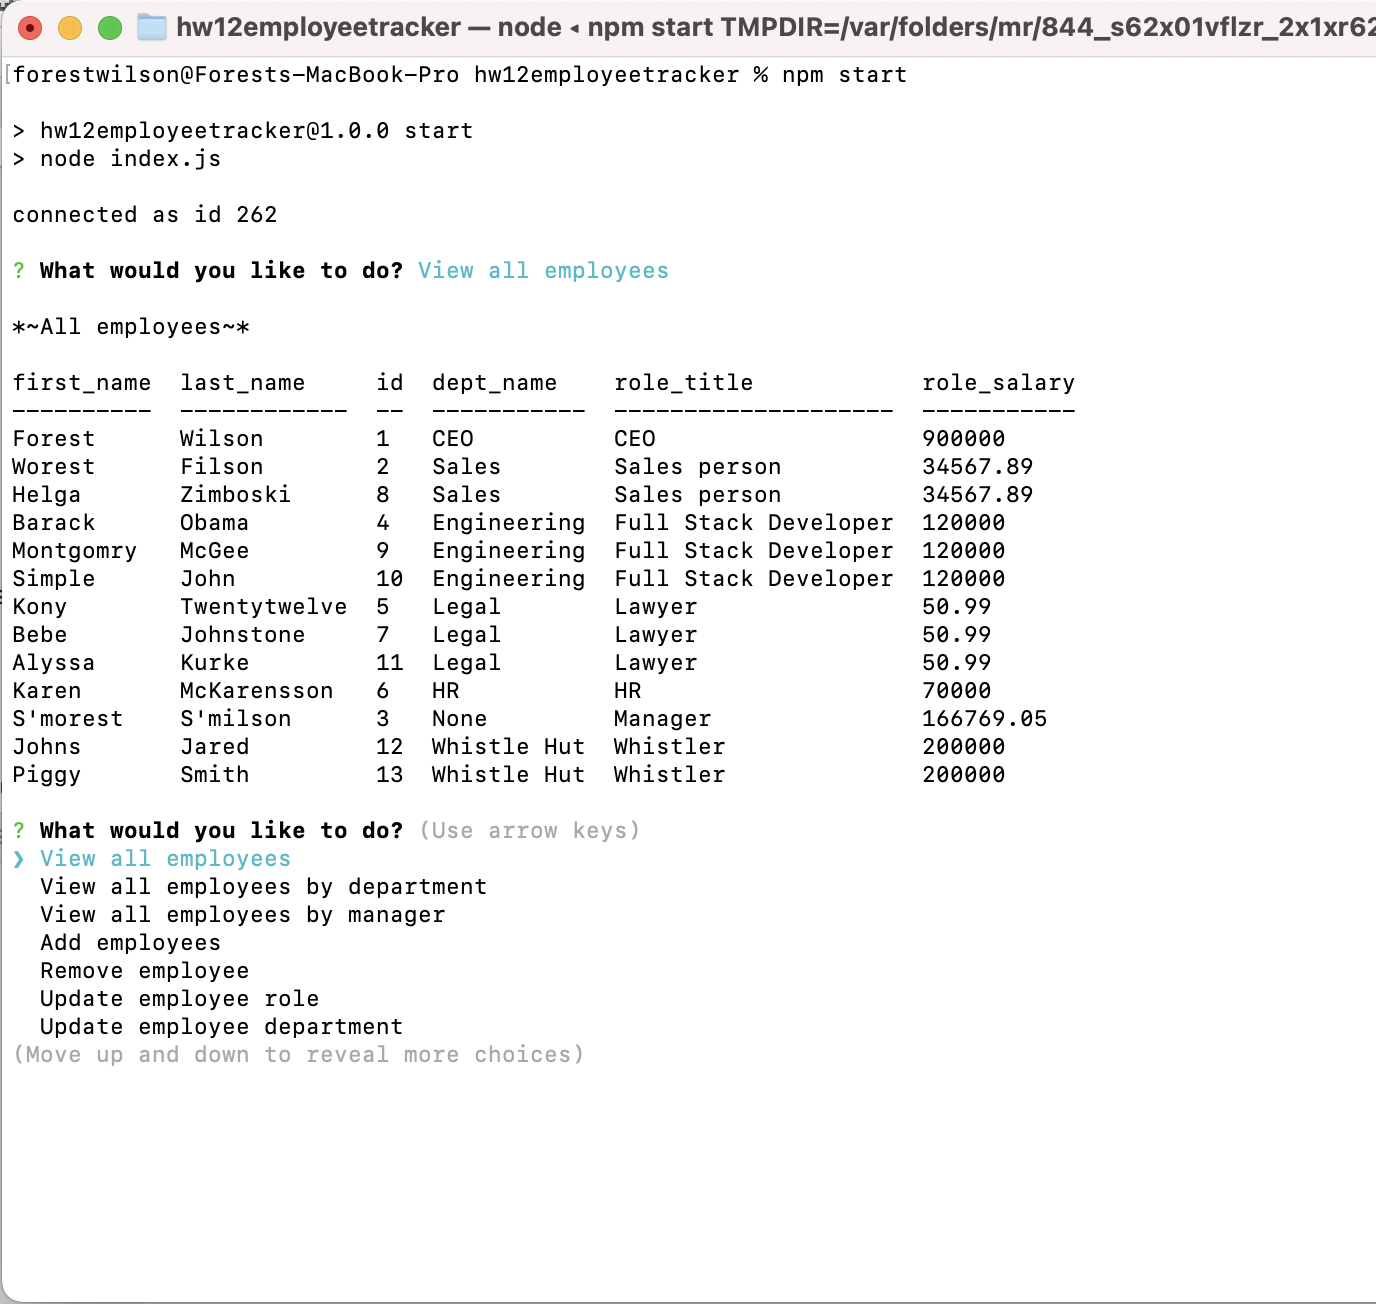 hw12employeetracker — node ◂ npm start TMPDIR=/var/folders/mr/844_s62x01vflzr_2x1xr62
[forestwilson@Forests-MacBook-Pro hw12employeetracker % npm start
> hw12employeetracker@1.0.0 start
> node index.js
connected as id 262
? What would you like to do? View all employees
*~All employees~*
first_name  last_name     id  dept_name    role_title            role_salary
----------  ------------  --  -----------  --------------------  -----------
Forest      Wilson        1   CEO          CEO                   900000
Worest      Filson        2   Sales        Sales person          34567.89
Helga       Zimboski      8   Sales        Sales person          34567.89
Barack      Obama         4   Engineering  Full Stack Developer  120000
Montgomry   McGee         9   Engineering  Full Stack Developer  120000
Simple      John          10  Engineering  Full Stack Developer  120000
Kony        Twentytwelve  5   Legal        Lawyer                50.99
Bebe        Johnstone     7   Legal        Lawyer                50.99
Alyssa      Kurke         11  Legal        Lawyer                50.99
Karen       McKarensson   6   HR           HR                    70000
S'morest    S'milson      3   None         Manager               166769.05
Johns       Jared         12  Whistle Hut  Whistler              200000
Piggy       Smith         13  Whistle Hut  Whistler              200000
? What would you like to do? (Use arrow keys)
❯ View all employees
  View all employees by department
  View all employees by manager
  Add employees
  Remove employee
  Update employee role
  Update employee department
(Move up and down to reveal more choices)